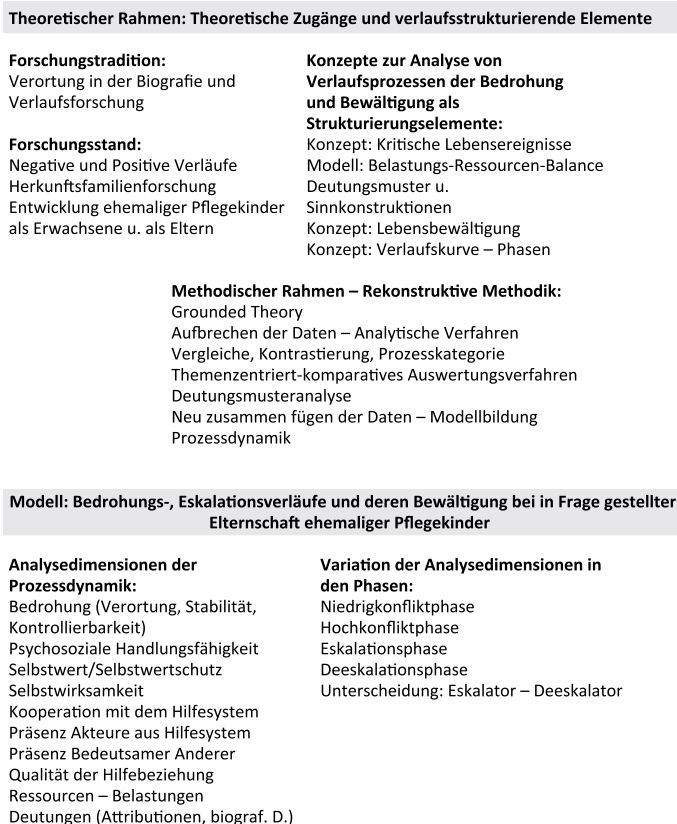 Theoretischer Rahmen: Theoretische Zugänge und verlaufsstrukturierende Elemente
Forschungstradition:
Verortung in der Biografie und
Verlaufsforschung
Forschungsstand:
Negative und Positive Verläufe
Herkunftsfamilienforschung
Entwicklung ehemaliger Pflegekinder
als Erwachsene u. als Eltern
Konzepte zur Analyse von
Verlaufsprozessen der Bedrohung
und Bewältigung als
Strukturierungselemente:
Konzept: Kritische Lebensereignisse
Modell: Belastungs-Ressourcen-Balance
Deutungsmuster u.
Sinnkonstruktionen
Konzept: Lebensbewältigung
Konzept: Verlaufskurve – Phasen
Methodischer Rahmen – Rekonstruktive Methodik:
Grounded Theory
Aufbrechen der Daten – Analytische Verfahren
Vergleiche, Kontrastierung, Prozesskategorie
Themenzentriert-komparatives Auswertungsverfahren
Deutungsmusteranalyse
Neu zusammen fügen der Daten – Modellbildung
Prozessdynamik
Modell: Bedrohungs-, Eskalationsverläufe und deren Bewältigung bei in Frage gestellter
Elternschaft ehemaliger Pflegekinder
Analysedimensionen der
Prozessdynamik:
Bedrohung (Verortung, Stabilität,
Kontrollierbarkeit)
Psychosoziale Handlungsfähigkeit
Selbstwert/Selbstwertschutz
Selbstwirksamkeit
Kooperation mit dem Hilfesystem
Präsenz Akteure aus Hilfesystem
Präsenz Bedeutsamer Anderer
Qualität der Hilfebeziehung
Ressourcen – Belastungen
Deutungen (Attributionen, biograf. D.)
Variation der Analysedimensionen in
den Phasen:
Niedrigkonfliktphase
Hochkonfliktphase
Eskalationsphase
Deeskalationsphase
Unterscheidung: Eskalator – Deeskalator